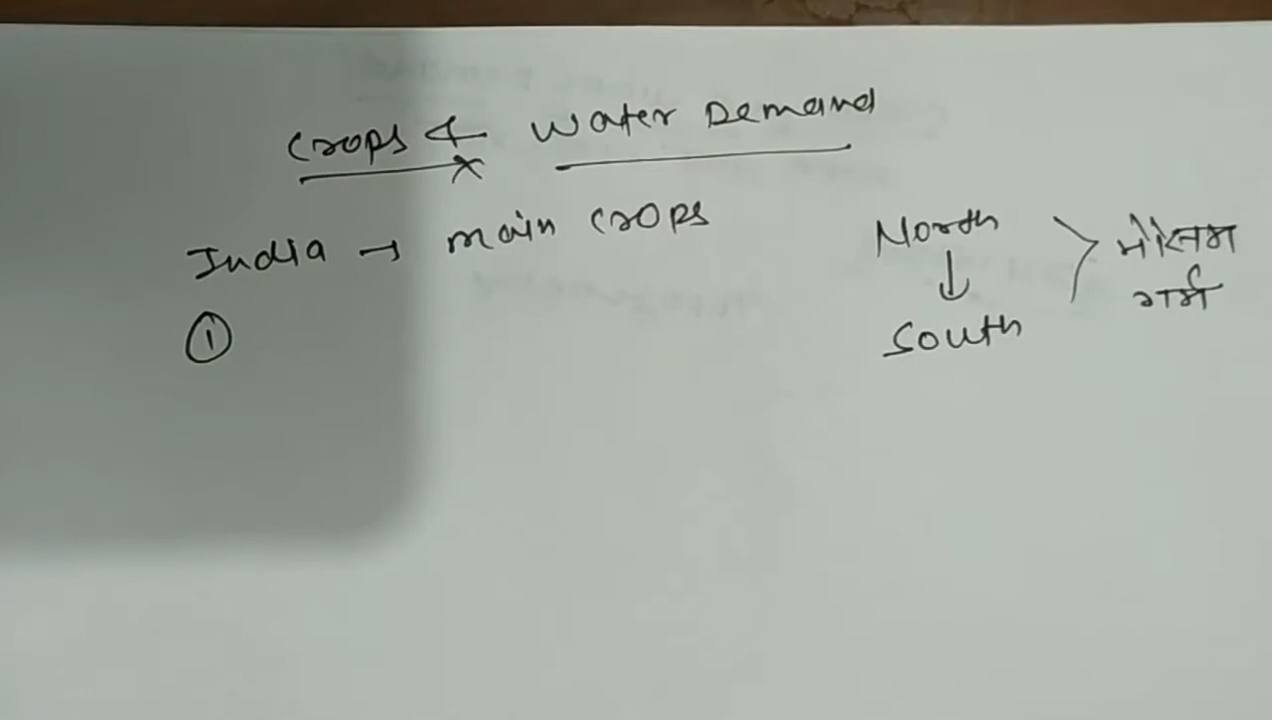 Crops & Water Demand
India → main crops
①
North
↓
South
मौसम
गर्म